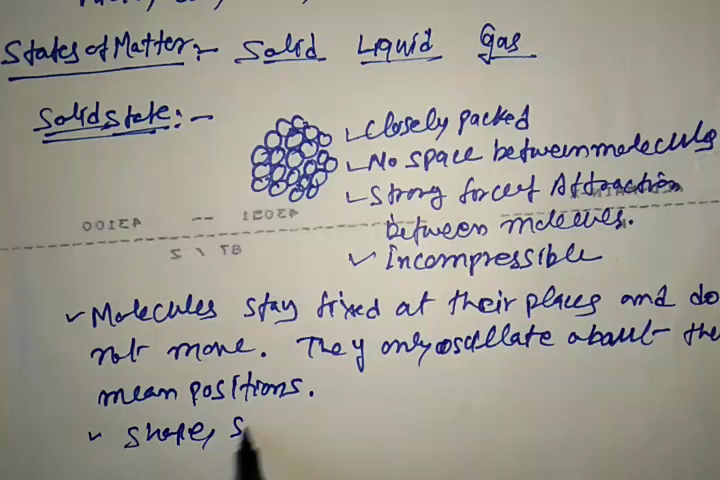 States of Matter:- Solid Liquid Gas
Solid state:-
✓ Closely packed
✓ No space between molecules
✓ Strong force of Attraction
between molecules.
✓ Incompressible
✓ Molecules stay fixed at their places and do
not move. They only oscillate about the
mean positions.
✓ Shape, S